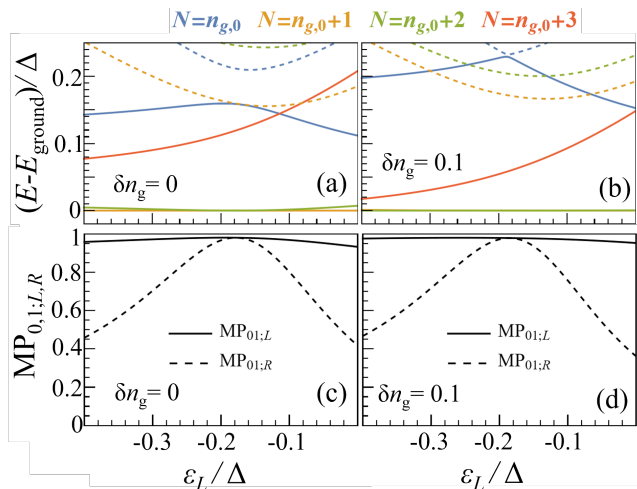 N=n_{g,0} N=n_{g,0}+1 N=n_{g,0}+2 N=n_{g,0}+3
(E-E_{ground})/Δ
0.2
0.1
0
δn_g= 0
(a)
δn_g= 0.1
(b)
MP_{0,1;L,R}
1
0.8
0.6
0.4
0.2
0
MP_{01;L}
MP_{01;R}
δn_g= 0
(c)
MP_{01;L}
MP_{01;R}
δn_g= 0.1
(d)
-0.3 -0.2 -0.1
-0.3 -0.2 -0.1
ε_L/Δ
ε_L/Δ